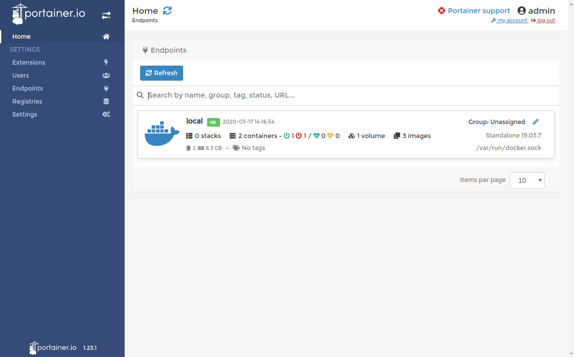 portainer.io
Home
SETTINGS
Extensions
Users
Endpoints
Registries
Settings
portainer.io 1.23.1
Home
Endpoints
Portainer support admin
my account log out
Endpoints
Refresh
Search by name, group, tag, status, URL...
local up 2020-03-17 14:16:54 Group: Unassigned
0 stacks 2 containers - 1 1 / 0 0 1 volume 3 images Standalone 19.03.7
2 8.3 GB - No tags /var/run/docker.sock
Items per page 10